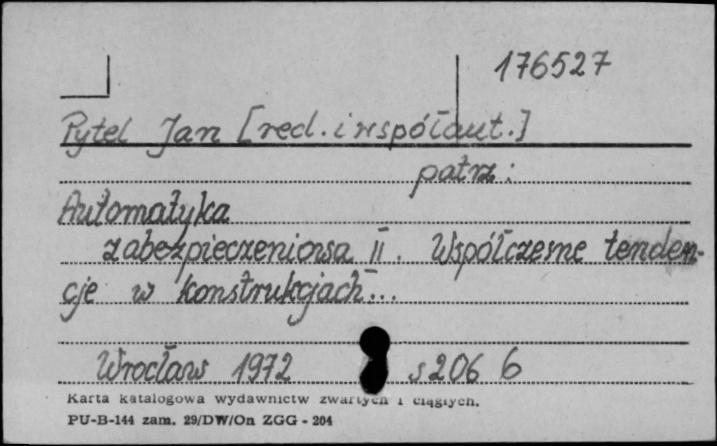 176527
Pytel Jan [red. i współaut.]
patrz:
Automatyka
zabezpieczeniowa II. Współczesne tenden-
cje w konstrukcjach...
Wrocław 1972 s 206 b
Karta katalogowa wydawnictw zwartych i ciągłych.
PU-B-144 zam. 29/DW/On ZGG - 204